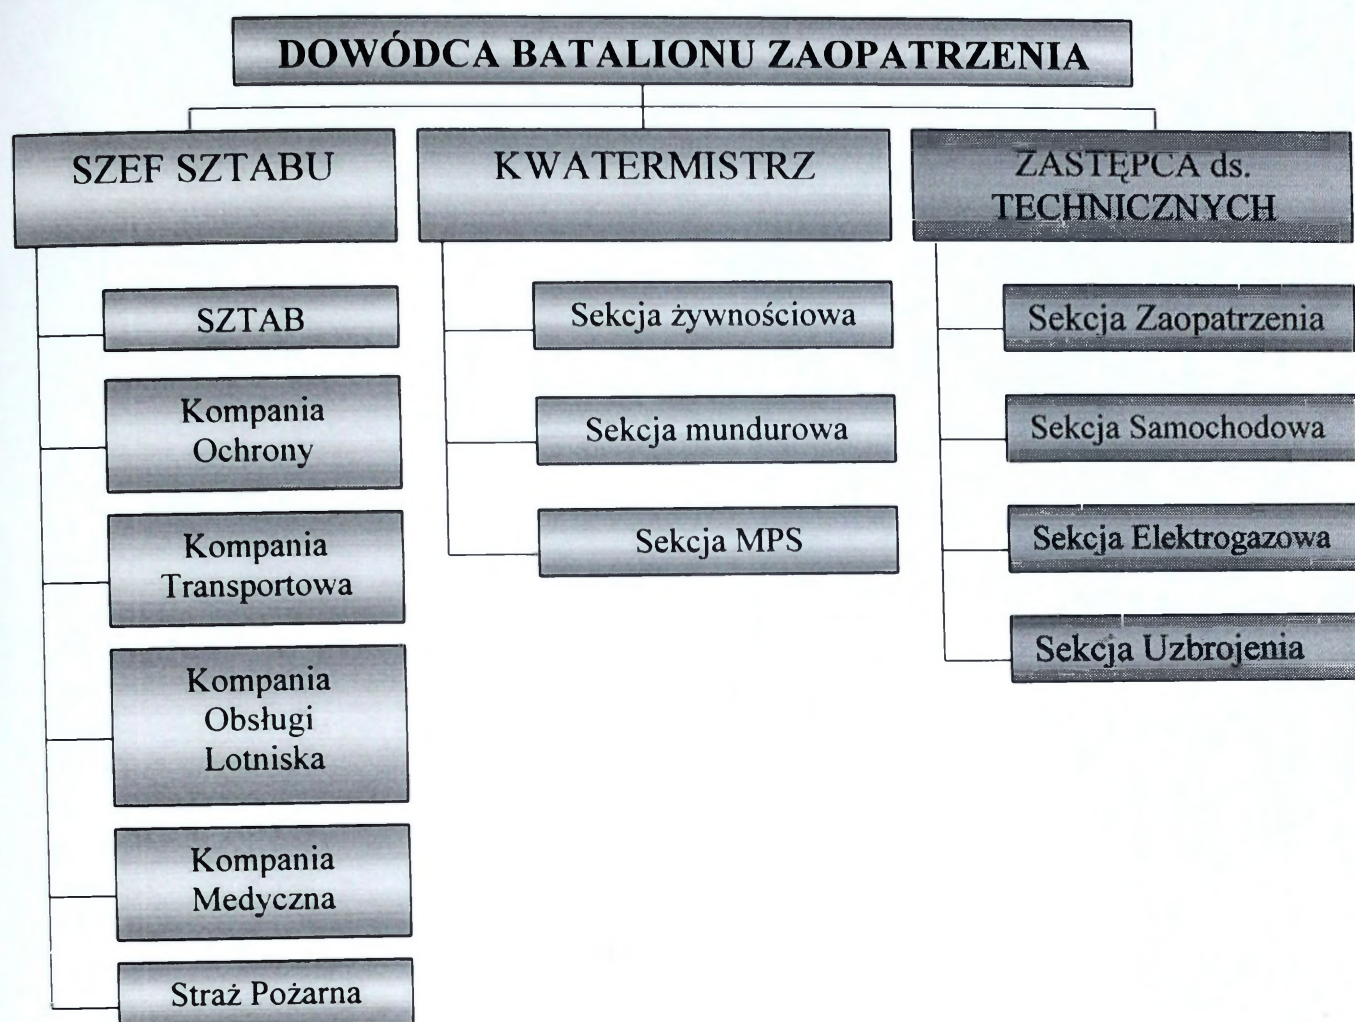 DOWÓDCA BATALIONU ZAOPATRZENIA
SZEF SZTABU
SZTAB
Kompania
Ochrony
Kompania
Transportowa
Kompania
Obsługi
Lotniska
Kompania
Medyczna
Straż Pożarna
KWATERMISTRZ
Sekcja żywnościowa
Sekcja mundurowa
Sekcja MPS
ZASTĘPCA ds.
TECHNICZNYCH
Sekcja Zaopatrzenia
Sekcja Samochodowa
Sekcja Elektrogazowa
Sekcja Uzbrojenia